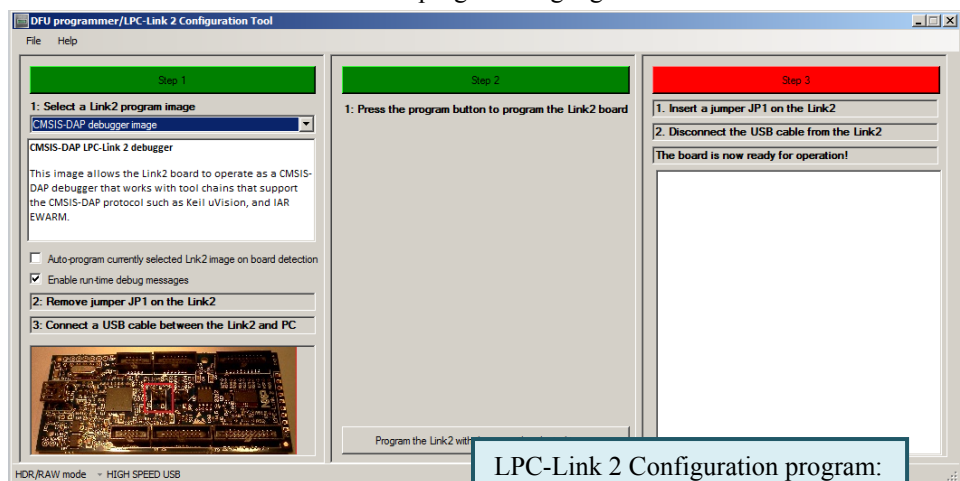 DFU programmer/LPC-Link 2 Configuration Tool
File Help
Step 1
1: Select a Link2 program image
CMSIS-DAP debugger image
CMSIS-DAP LPC-Link 2 debugger
This image allows the Link2 board to operate as a CMSIS-
DAP debugger that works with tool chains that support
the CMSIS-DAP protocol such as Keil uVision, and IAR
EWARM.
Auto-program currently selected Lnk2 image on board detection
Enable run-time debug messages
2: Remove jumper JP1 on the Link2
3: Connect a USB cable between the Link2 and PC
Step 2
1: Press the program button to program the Link2 board
Program the Link2 with
Step 3
1. Insert a jumper JP1 on the Link2
2. Disconnect the USB cable from the Link2
The board is now ready for operation!
HDR/RAW mode - HIGH SPEED USB
LPC-Link 2 Configuration program: